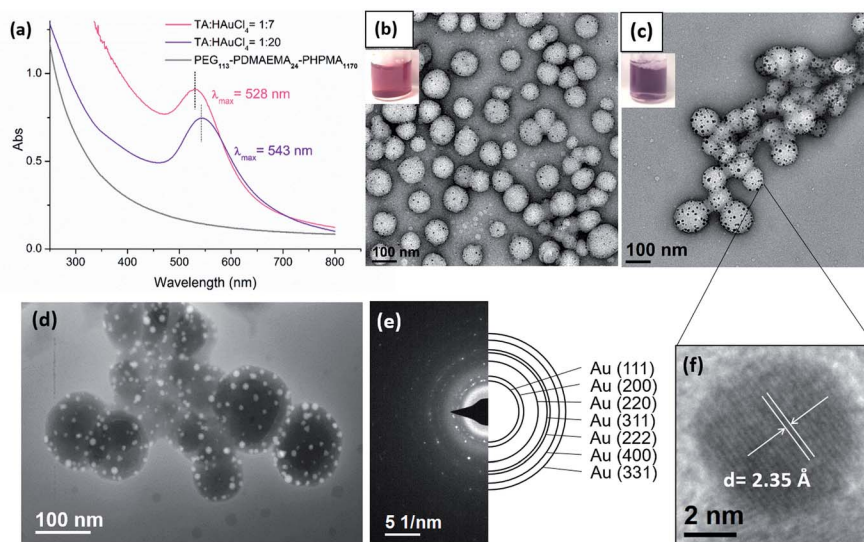 (a)
TA:HAuCl4= 1:7
TA:HAuCl4= 1:20
PEG113-PDMAEMA24-PHPMA1170
λmax= 528 nm
λmax= 543 nm
Abs
1.0
0.5
0.0
300 400 500 600 700 800
Wavelength (nm)
(b)
100 nm
(c)
100 nm
(d)
100 nm
(e)
5 1/nm
Au (111)
Au (200)
Au (220)
Au (311)
Au (222)
Au (400)
Au (331)
(f)
d= 2.35 Å
2 nm